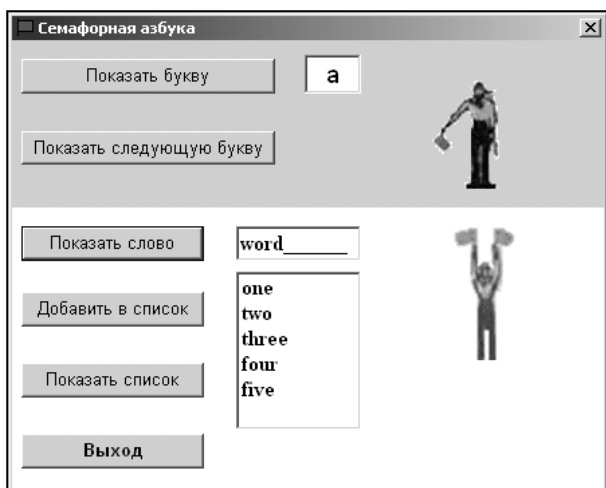 Семафорная азбука
Показать букву
a
Показать следующую букву
Показать слово
word______
Добавить в список
one
two
three
four
five
Показать список
Выход